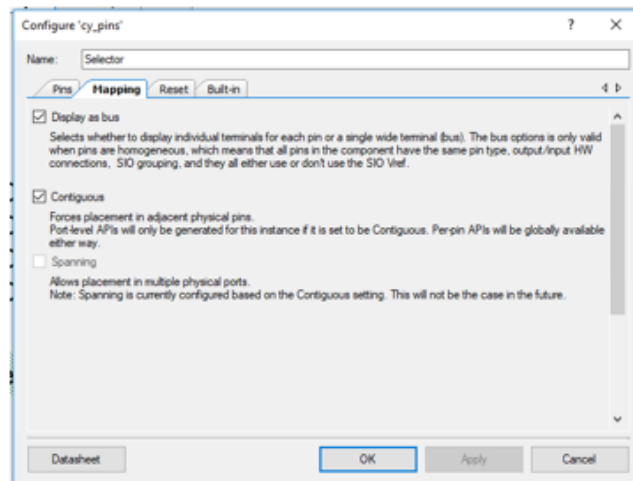 Configure 'cy_pins'
Name: Selector
Pins Mapping Reset Built-in
Display as bus
Selects whether to display individual terminals for each pin or a single wide terminal (bus). The bus options is only valid
when pins are homogeneous, which means that all pins in the component have the same pin type, output/input HW
connections, SIO grouping, and they all either use or don't use the SIO Vref.
Contiguous
Forces placement in adjacent physical pins.
Port-level APIs will only be generated for this instance if it is set to be Contiguous. Per-pin APIs will be globally available
either way.
Spanning
Allows placement in multiple physical ports.
Note: Spanning is currently configured based on the Contiguous setting. This will not be the case in the future.
Datasheet OK Apply Cancel